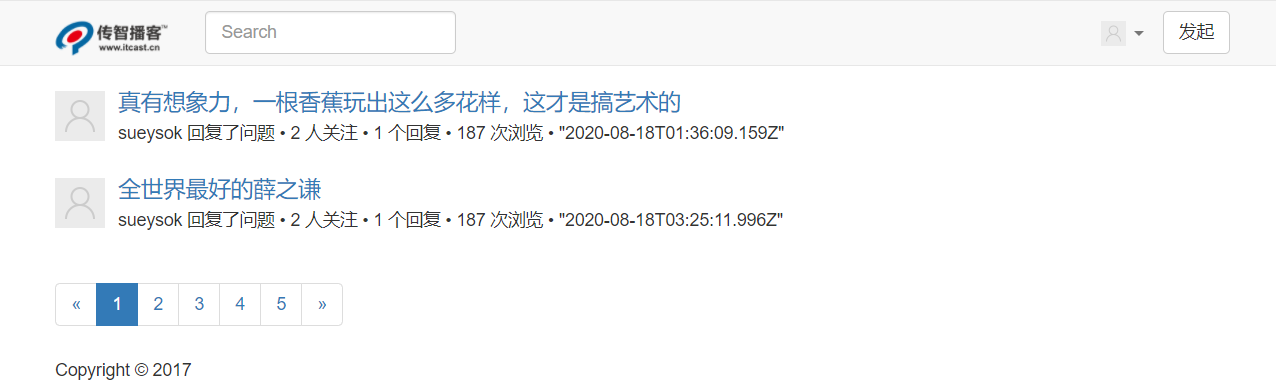 传智播客™ Search 发起
www.itcast.cn
真有想象力，一根香蕉玩出这么多花样，这才是搞艺术的
sueysok 回复了问题 • 2 人关注 • 1 个回复 • 187 次浏览 • "2020-08-18T01:36:09.159Z"
全世界最好的薛之谦
sueysok 回复了问题 • 2 人关注 • 1 个回复 • 187 次浏览 • "2020-08-18T03:25:11.996Z"
« 1 2 3 4 5 »
Copyright © 2017